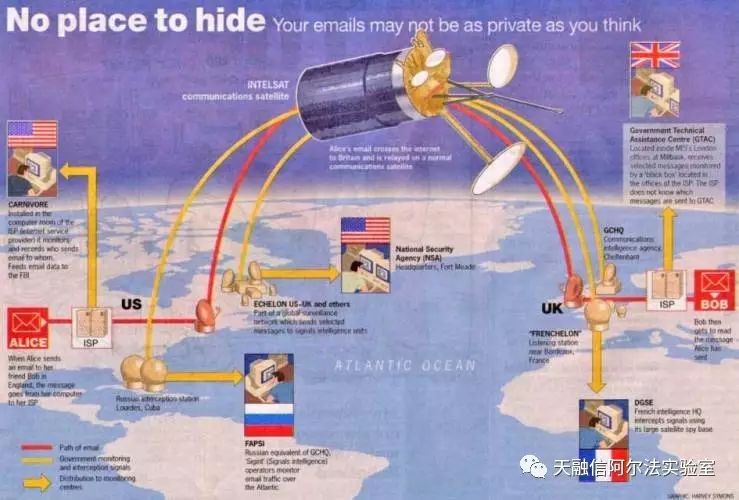 No place to hide Your emails may not be as private as you think
INTELSAT
communications satellite
Alice's email crosses the internet
to Britain and is relayed on a normal
communications satellite
CARNIVORE
Installed in the
computer room of the
ISP (internet service
provider) it monitors
and records who sends
email to whom.
Feeds email data to
the FBI
National Security
Agency (NSA)
Headquarters, Fort Meade
Government Technical
Assistance Centre (GTAC)
Located inside MI5's London
offices at Millbank, receives
selected messages monitored
by a 'black box' located in
the offices of the ISP. The ISP
does not know which
messages are sent to GTAC
GCHQ
Communications
intelligence agency,
Cheltenham
US
ECHELON US-UK and others
Part of a global surveillance
network which sends selected
messages to signals intelligence units
UK
ALICE
ISP
ISP
BOB
When Alice sends
an email to her
friend Bob in
England, the message
goes from her computer
to her ISP
"FRENCHELON"
Listening station
near Bordeaux,
France
Bob then
gets to read the
message
Alice has
sent
ATLANTIC OCEAN
Russian interception station
Lourdes, Cuba
FAPSI
Russian equivalent of GCHQ.
'Sigint' (Signals intelligence)
operators monitor
email traffic over
the Atlantic
DGSE
French intelligence HQ
intercepts signals using
its large satellite spy base
Path of email
Government monitoring
and interception signals
Distribution to monitoring
centres
天融信阿尔法实验室
GRAPHIC: HARVEY SYMONS